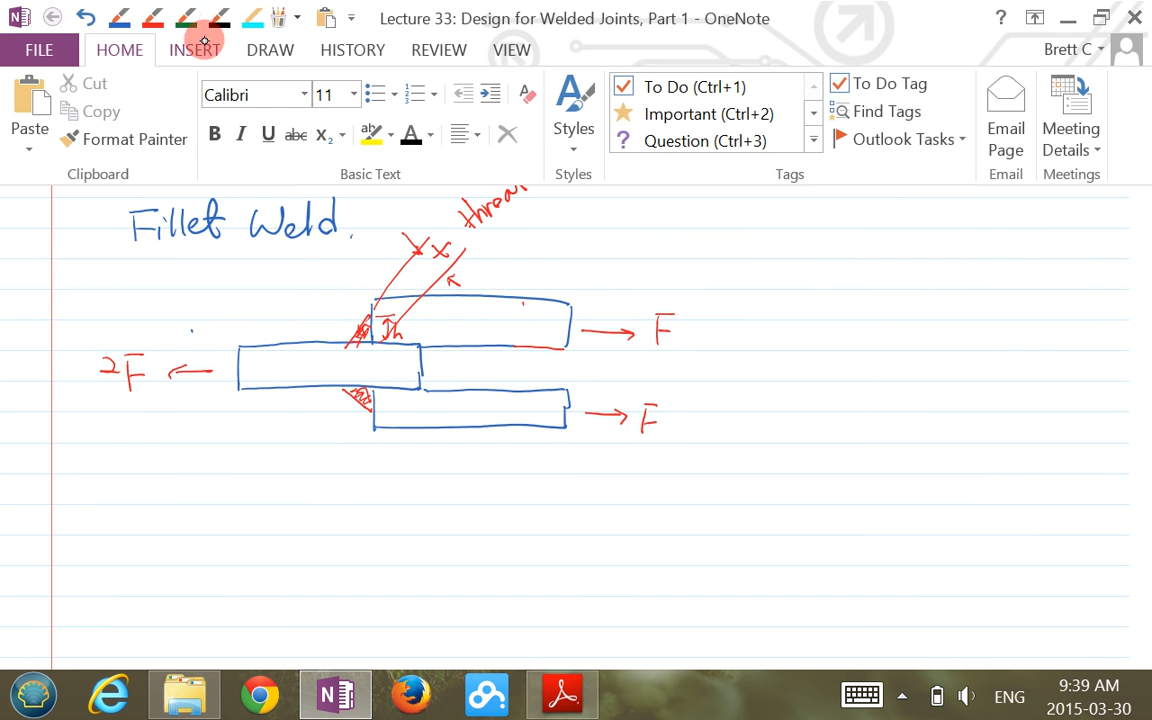 Lecture 33: Design for Welded Joints, Part 1 - OneNote
?
FILE
HOME
INSERT
DRAW
HISTORY
REVIEW
VIEW
Brett C
Paste
Cut
Copy
Format Painter
Clipboard
Calibri
11
B I U abc X₂ A
Basic Text
Styles
Styles
To Do (Ctrl+1)
Important (Ctrl+2)
? Question (Ctrl+3)
To Do Tag
Find Tags
Outlook Tasks
Tags
Email
Page
Email
Meeting
Details
Meetings
Fillet Weld.
throat
h
F
2F
F
ENG
9:39 AM
2015-03-30